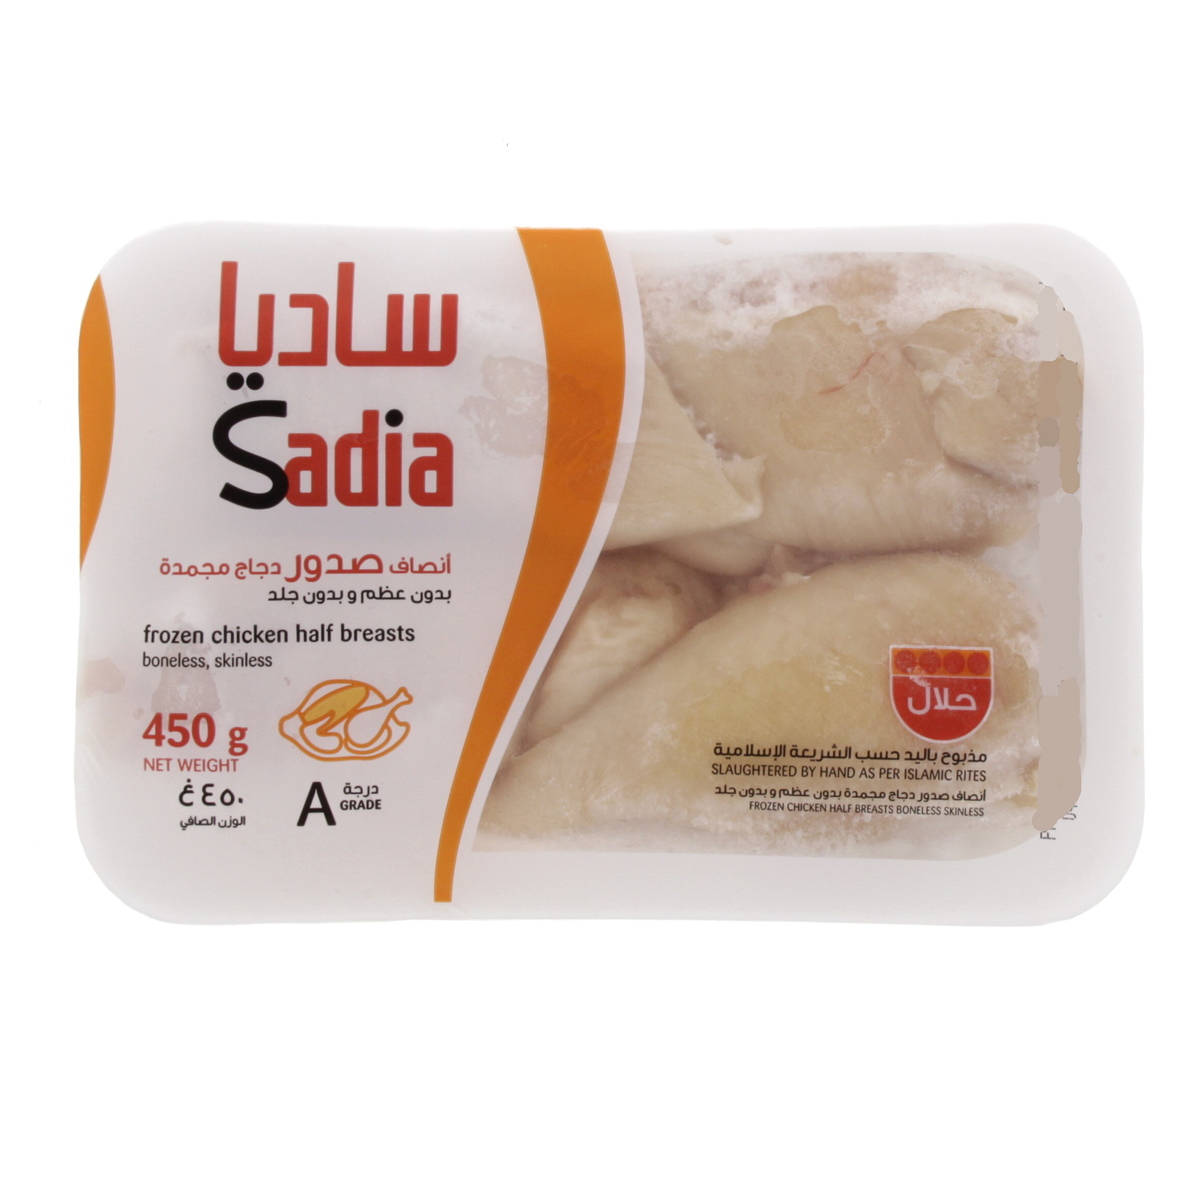 ساديا
Sadia
أنصاف صدور دجاج مجمدة
بدون عظم و بدون جلد
frozen chicken half breasts
boneless, skinless
450 g
NET WEIGHT
٤٥٠ غ
الوزن الصافي
A درجة
GRADE
حلال
مذبوح باليد حسب الشريعة الإسلامية
SLAUGHTERED BY HAND AS PER ISLAMIC RITES
أنصاف صدور دجاج مجمدة بدون عظم و بدون جلد
FROZEN CHICKEN HALF BREASTS BONELESS SKINLESS